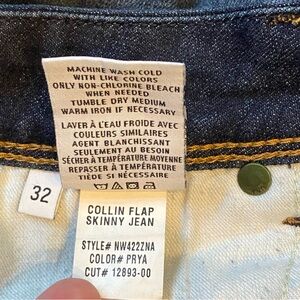 MACHINE WASH COLD
WITH LIKE COLORS
ONLY NON-CHLORINE BLEACH
WHEN NEEDED
TUMBLE DRY MEDIUM
WARM IRON IF NECESSARY
LAVER À L'EAU FROIDE AVEC
COULEURS SIMILAIRES
AGENT BLANCHISSANT
SEULEMENT AU BESOIN
SÉCHER À TEMPÉRATURE MOYENNE
REPASSER À TEMPÉRATURE
TIÈDE SI NÉCESSAIRE
32
COLLIN FLAP
SKINNY JEAN
STYLE# NW422ZNA
COLOR# PRYA
CUT# 12893-00